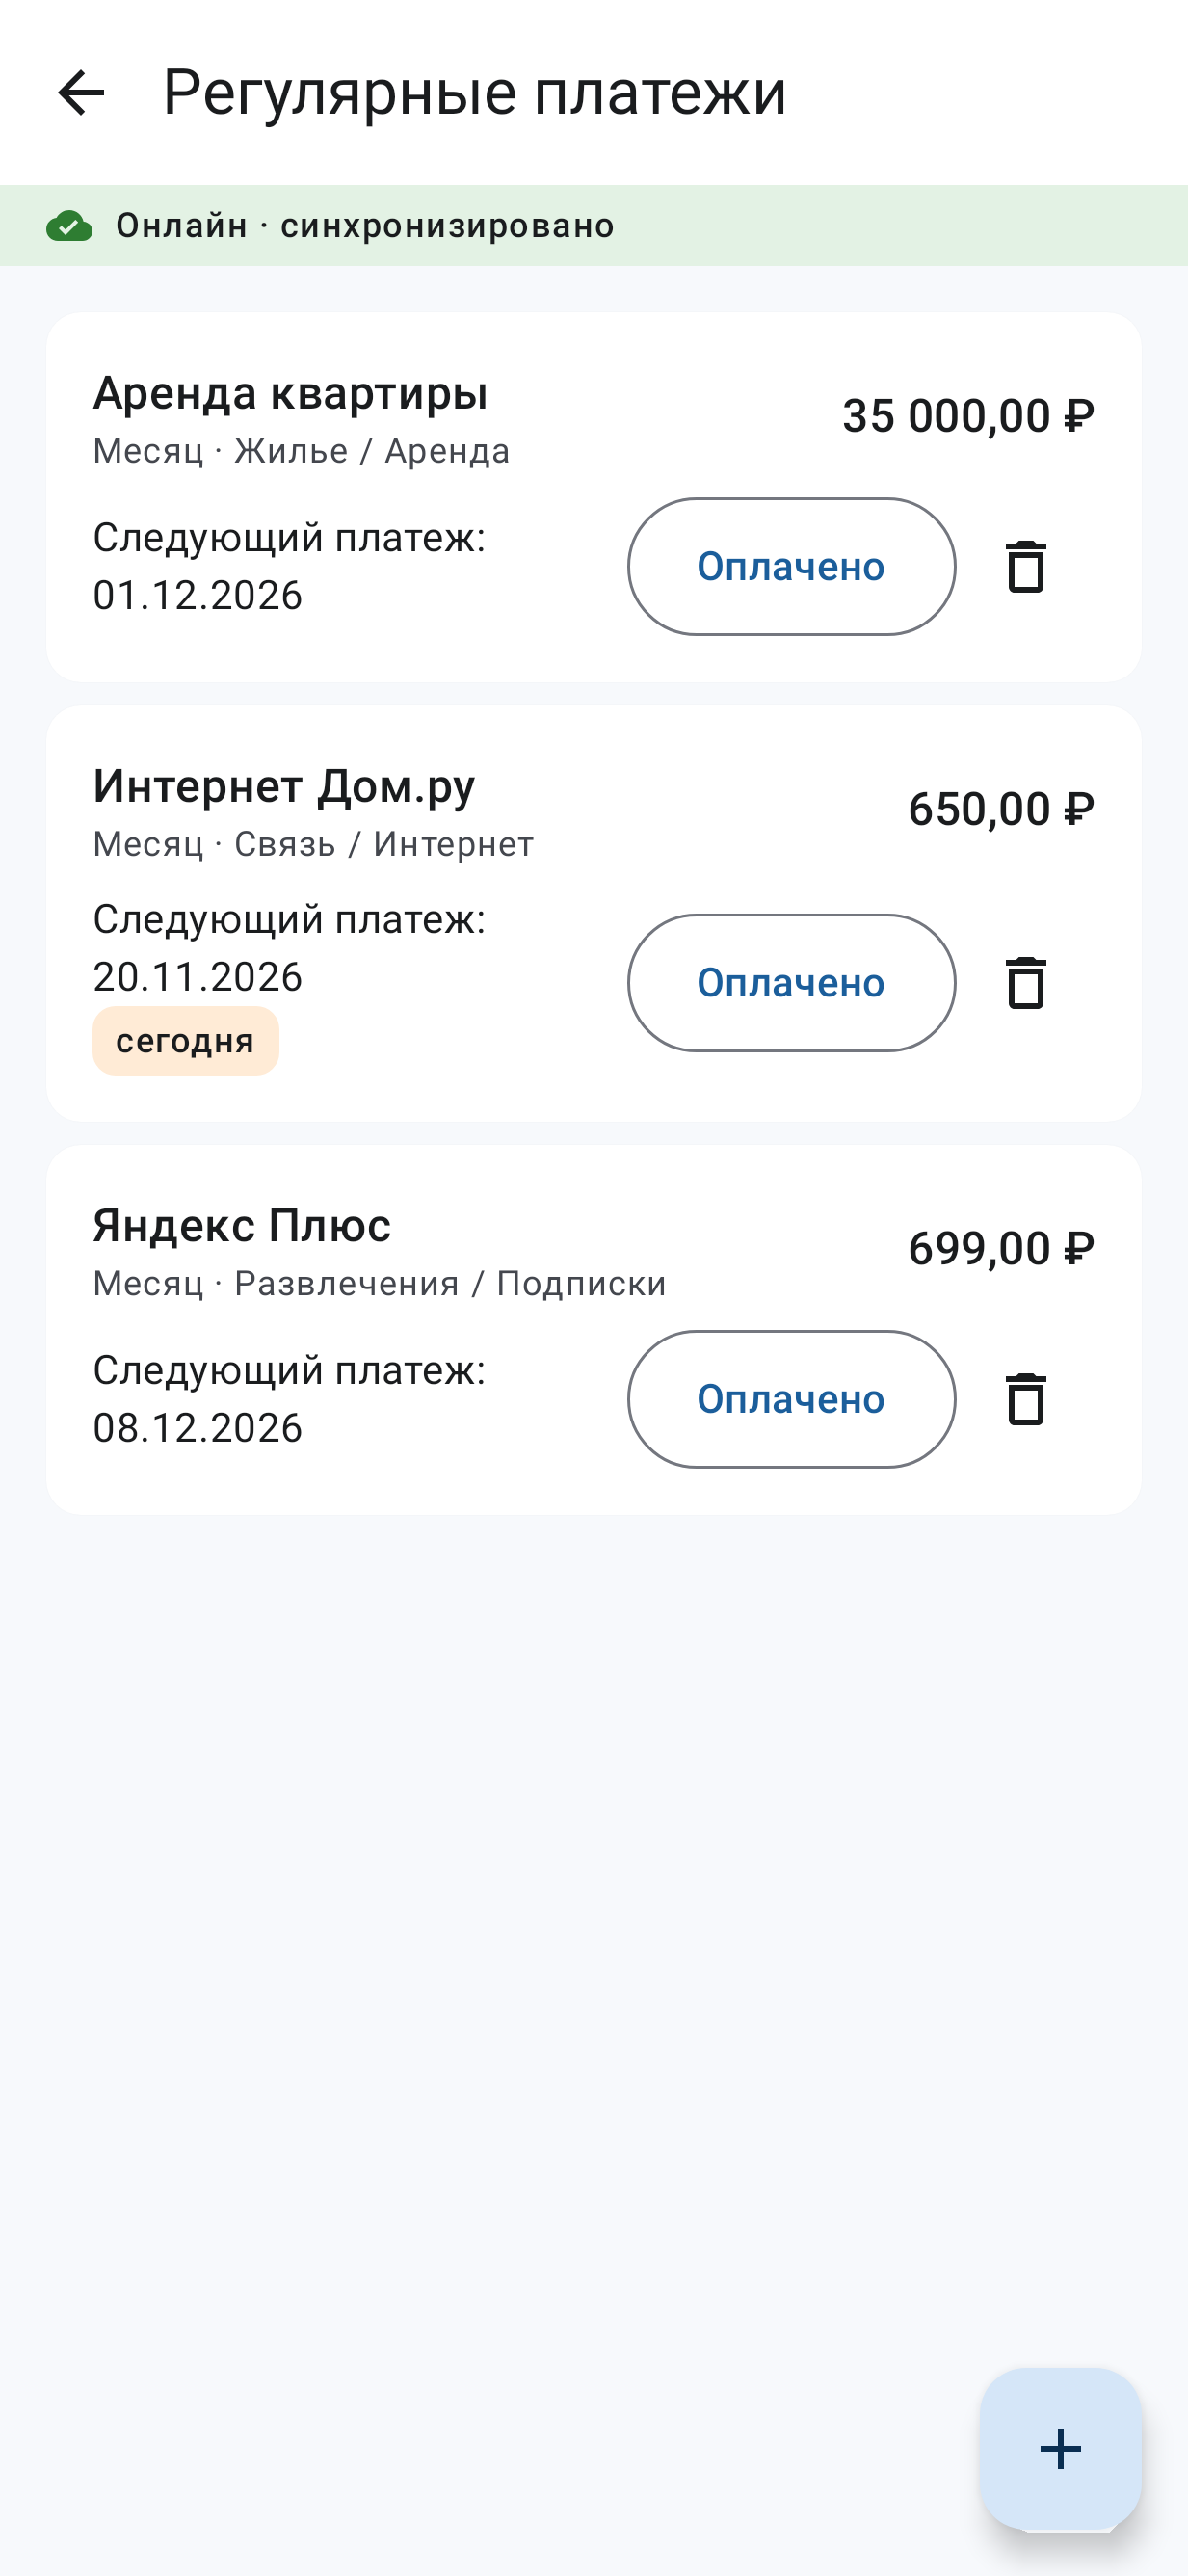 Регулярные платежи
Онлайн · синхронизировано
Аренда квартиры
35 000,00 ₽
Месяц · Жилье / Аренда
Следующий платеж:
01.12.2026
Оплачено
Интернет Дом.ру
650,00 ₽
Месяц · Связь / Интернет
Следующий платеж:
20.11.2026
сегодня
Оплачено
Яндекс Плюс
699,00 ₽
Месяц · Развлечения / Подписки
Следующий платеж:
08.12.2026
Оплачено